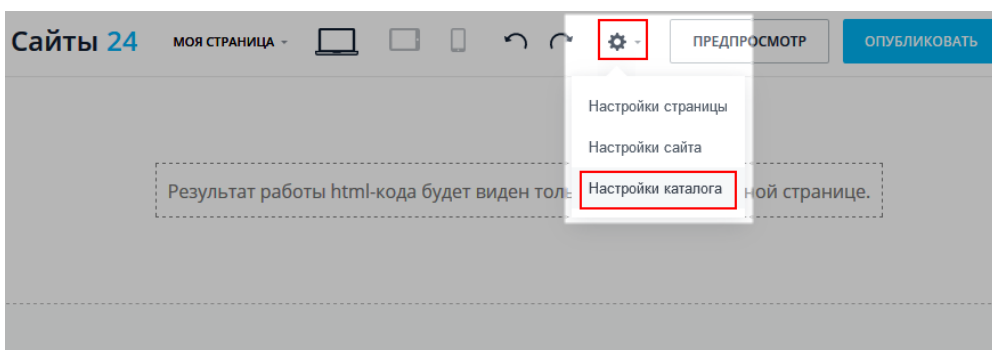 Сайты 24 МОЯ СТРАНИЦА ПРЕДПРОСМОТР ОПУБЛИКОВАТЬ
Настройки страницы
Настройки сайта
Настройки каталога
Результат работы html-кода будет виден толь ной странице.